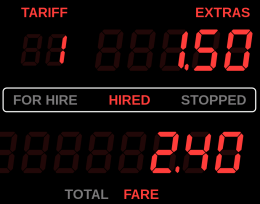 TARIFF EXTRAS
1 1.50
FOR HIRE HIRED STOPPED
2.40
TOTAL FARE